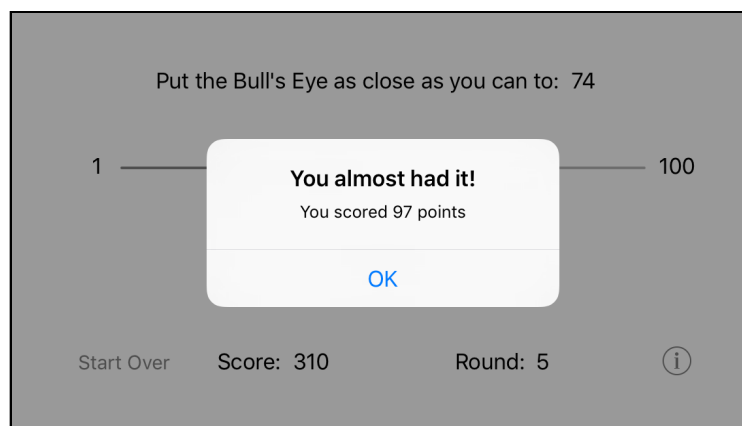 Put the Bull's Eye as close as you can to: 74
1 100
You almost had it!
You scored 97 points
OK
Start Over Score: 310 Round: 5 i